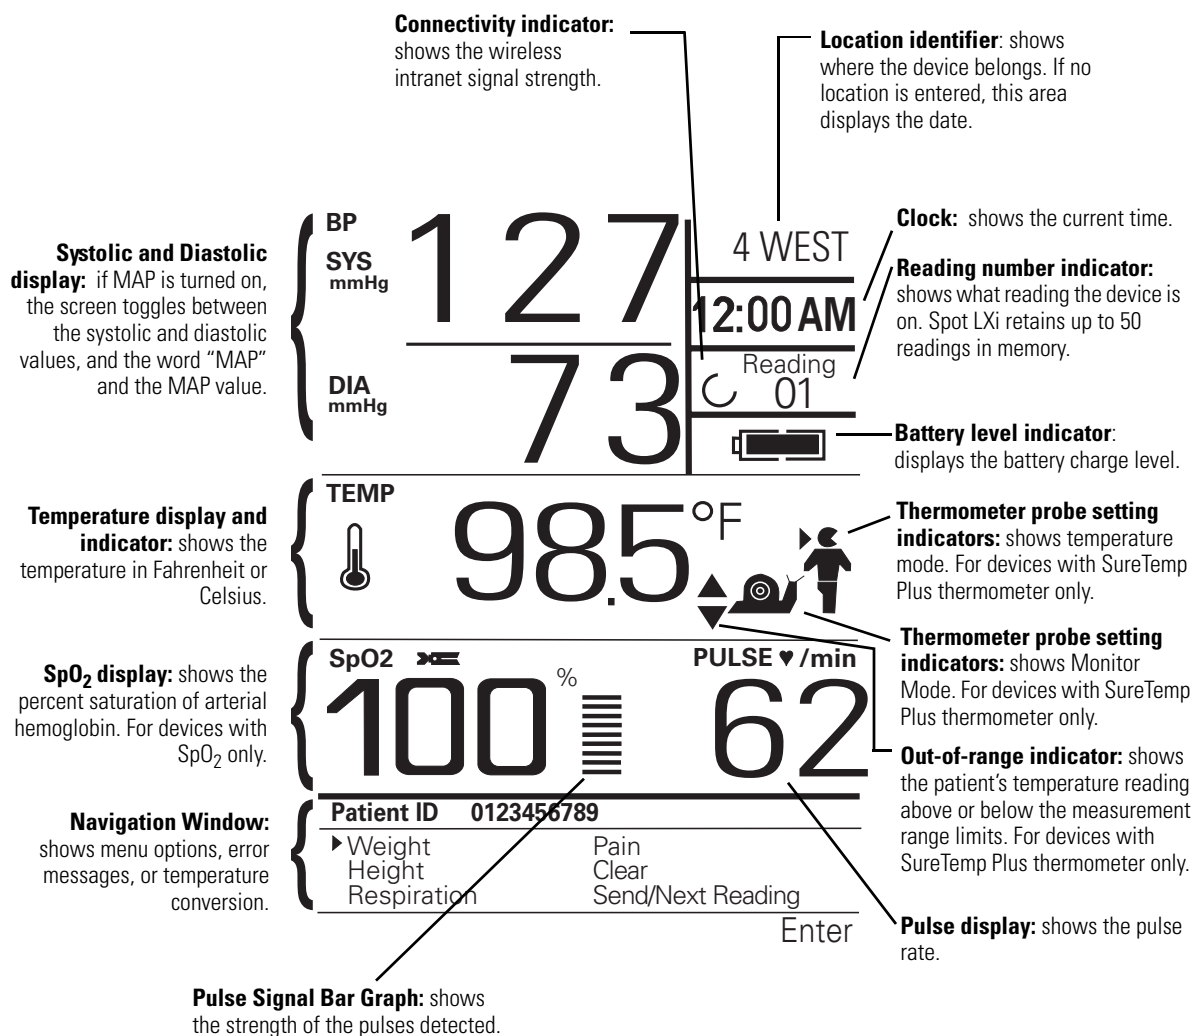 Connectivity indicator:
shows the wireless
intranet signal strength.
Location identifier: shows
where the device belongs. If no
location is entered, this area
displays the date.
Systolic and Diastolic
display: if MAP is turned on,
the screen toggles between
the systolic and diastolic
values, and the word “MAP”
and the MAP value.
BP
SYS
mmHg
127
DIA
mmHg
73
4 WEST
12:00 AM
Reading
01
Clock: shows the current time.
Reading number indicator:
shows what reading the device is
on. Spot LXi retains up to 50
readings in memory.
Battery level indicator:
displays the battery charge level.
Temperature display and
indicator: shows the
temperature in Fahrenheit or
Celsius.
TEMP
98.5 °F
Thermometer probe setting
indicators: shows temperature
mode. For devices with SureTemp
Plus thermometer only.
Thermometer probe setting
indicators: shows Monitor
Mode. For devices with SureTemp
Plus thermometer only.
SpO2 display: shows the
percent saturation of arterial
hemoglobin. For devices with
SpO2 only.
SpO2
100 %
PULSE ♥ /min
62
Out-of-range indicator: shows
the patient’s temperature reading
above or below the measurement
range limits. For devices with
SureTemp Plus thermometer only.
Navigation Window:
shows menu options, error
messages, or temperature
conversion.
Patient ID 0123456789
Weight Pain
Height Clear
Respiration Send/Next Reading
Enter
Pulse display: shows the pulse
rate.
Pulse Signal Bar Graph: shows
the strength of the pulses detected.